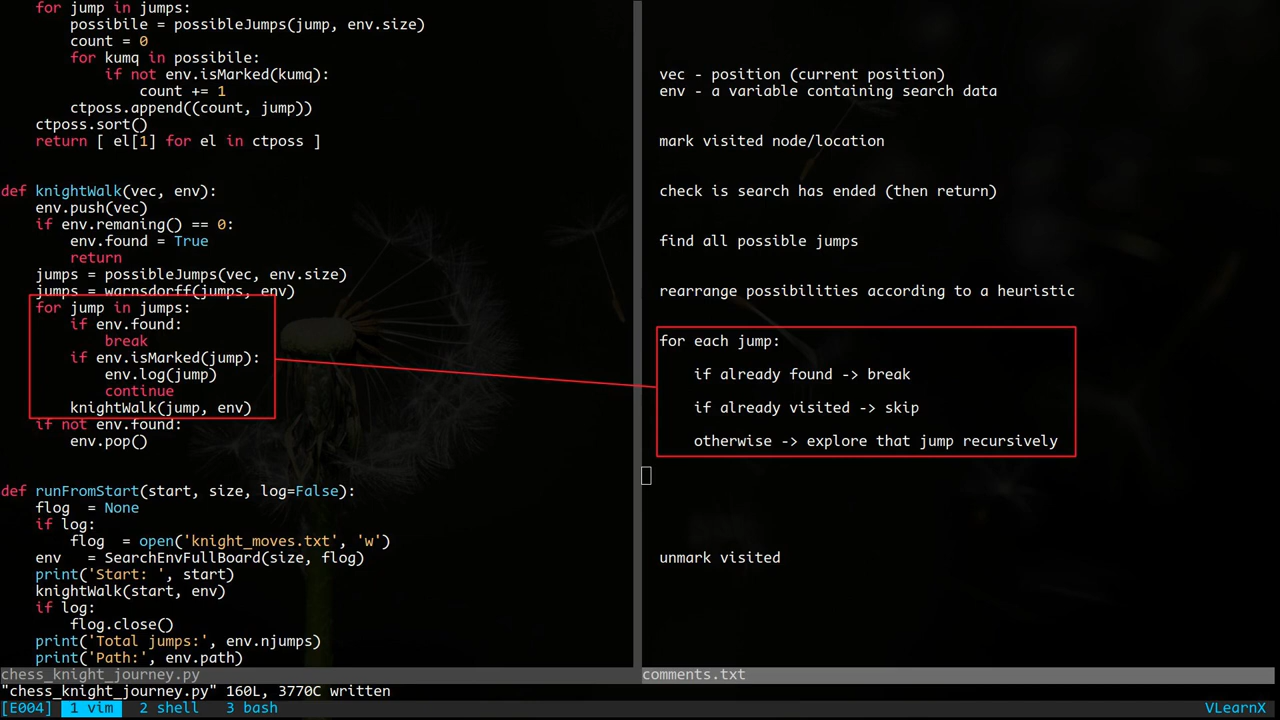 for jump in jumps:
        possibile = possibleJumps(jump, env.size)
        count = 0
        for kumq in possibile:
            if not env.isMarked(kumq):
                count += 1
        ctposs.append((count, jump))
    ctposs.sort()
    return [ el[1] for el in ctposs ]
def knightWalk(vec, env):
    env.push(vec)
    if env.remaning() == 0:
        env.found = True
        return
    jumps = possibleJumps(vec, env.size)
    jumps = warnsdorff(jumps, env)
    for jump in jumps:
        if env.found:
            break
        if env.isMarked(jump):
            env.log(jump)
            continue
        knightWalk(jump, env)
    if not env.found:
        env.pop()
def runFromStart(start, size, log=False):
    flog  = None
    if log:
        flog  = open('knight_moves.txt', 'w')
    env   = SearchEnvFullBoard(size, flog)
    print('Start: ', start)
    knightWalk(start, env)
    if log:
        flog.close()
    print('Total jumps:', env.njumps)
    print('Path:', env.path)
chess_knight_journey.py
vec - position (current position)
env - a variable containing search data
mark visited node/location
check is search has ended (then return)
find all possible jumps
rearrange possibilities according to a heuristic
for each jump:
    if already found -> break
    if already visited -> skip
    otherwise -> explore that jump recursively
unmark visited
comments.txt
"chess_knight_journey.py" 160L, 3770C written
[E004] 1 vim 2 shell 3 bash VLearnX